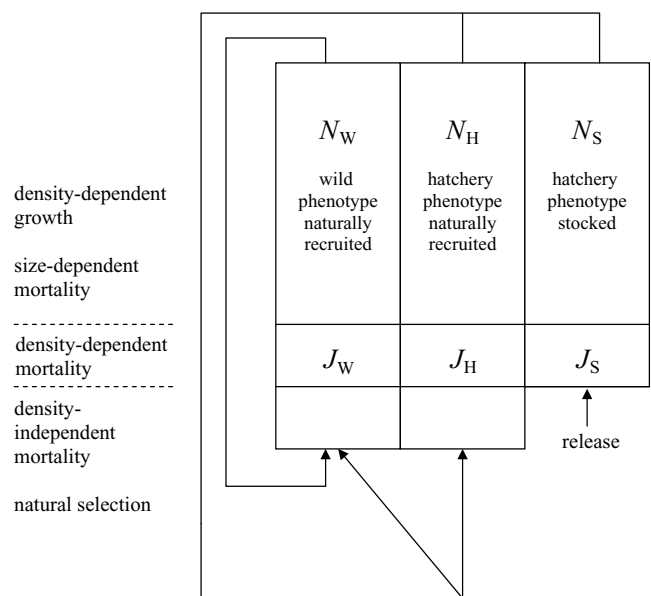 N_W
N_H
N_S
wild
phenotype
naturally
recruited
hatchery
phenotype
naturally
recruited
hatchery
phenotype
stocked
density-dependent
growth
size-dependent
mortality
density-dependent
mortality
J_W
J_H
J_S
density-
independent
mortality
release
natural selection